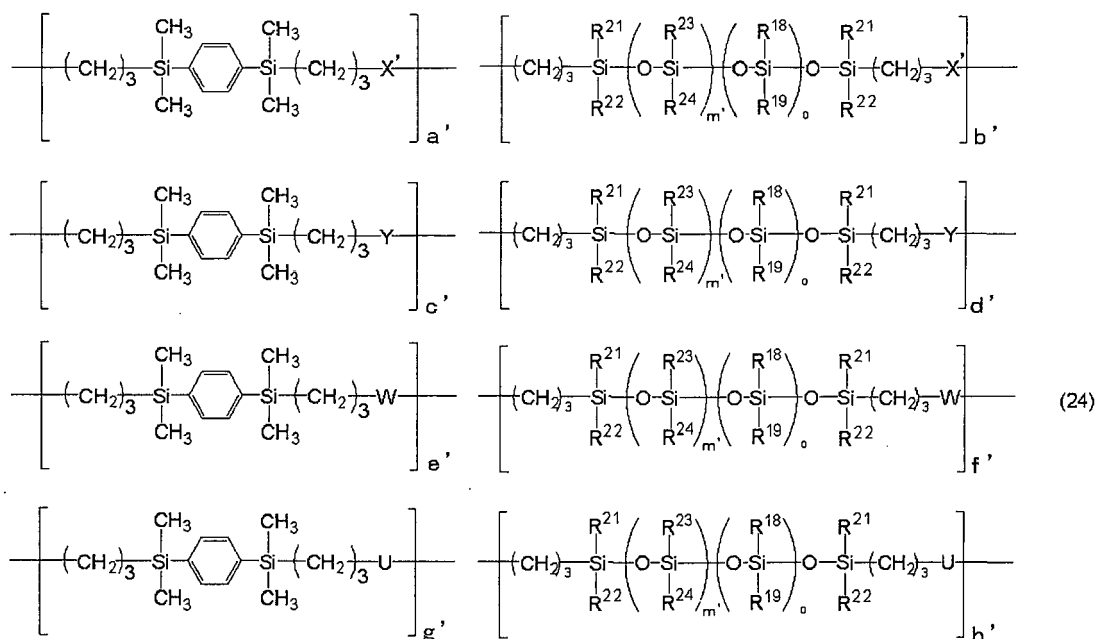 CH₃ CH₃ R²¹ R²³ R¹⁸ R²¹
(CH₂)₃ Si Si (CH₂)₃ X' (CH₂)₃ Si O Si O Si O Si (CH₂)₃ X'
CH₃ CH₃ R²² R²⁴ m' R¹⁹ o R²²
a' b'
CH₃ CH₃ R²¹ R²³ R¹⁸ R²¹
(CH₂)₃ Si Si (CH₂)₃ Y (CH₂)₃ Si O Si O Si O Si (CH₂)₃ Y
CH₃ CH₃ R²² R²⁴ m' R¹⁹ o R²²
c' d'
CH₃ CH₃ R²¹ R²³ R¹⁸ R²¹
(CH₂)₃ Si Si (CH₂)₃ W (CH₂)₃ Si O Si O Si O Si (CH₂)₃ W (24)
CH₃ CH₃ R²² R²⁴ m' R¹⁹ o R²²
e' f'
CH₃ CH₃ R²¹ R²³ R¹⁸ R²¹
(CH₂)₃ Si Si (CH₂)₃ U (CH₂)₃ Si O Si O Si O Si (CH₂)₃ U
CH₃ CH₃ R²² R²⁴ m' R¹⁹ o R²²
g' h'